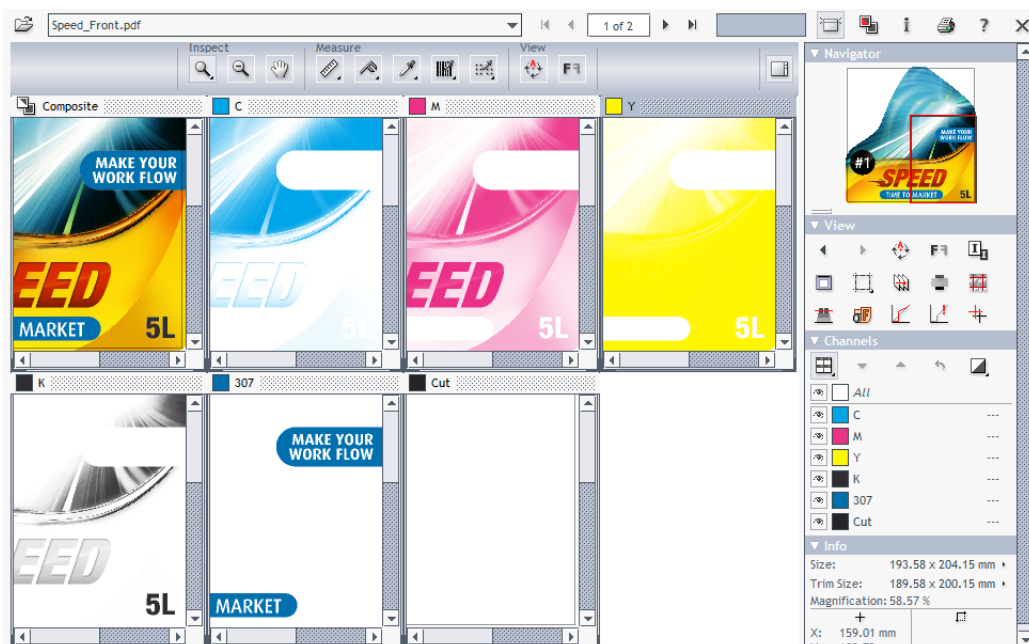 Speed_Front.pdf
1 of 2
i
?
X
Inspect
Measure
View
FF
Composite
C
M
Y
MAKE YOUR
WORK FLOW
EED
MARKET
5L
EED
5L
EED
5L
5L
K
307
Cut
EED
5L
MAKE YOUR
WORK FLOW
MARKET
Navigator
MAKE YOUR
WORK FLOW
#1
SPEED
TIME TO MARKET
5L
View
FF
Channels
All
C ---
M ---
Y ---
K ---
307 ---
Cut ---
Info
Size: 193.58 x 204.15 mm
Trim Size: 189.58 x 200.15 mm
Magnification: 58.57 %
X: 159.01 mm